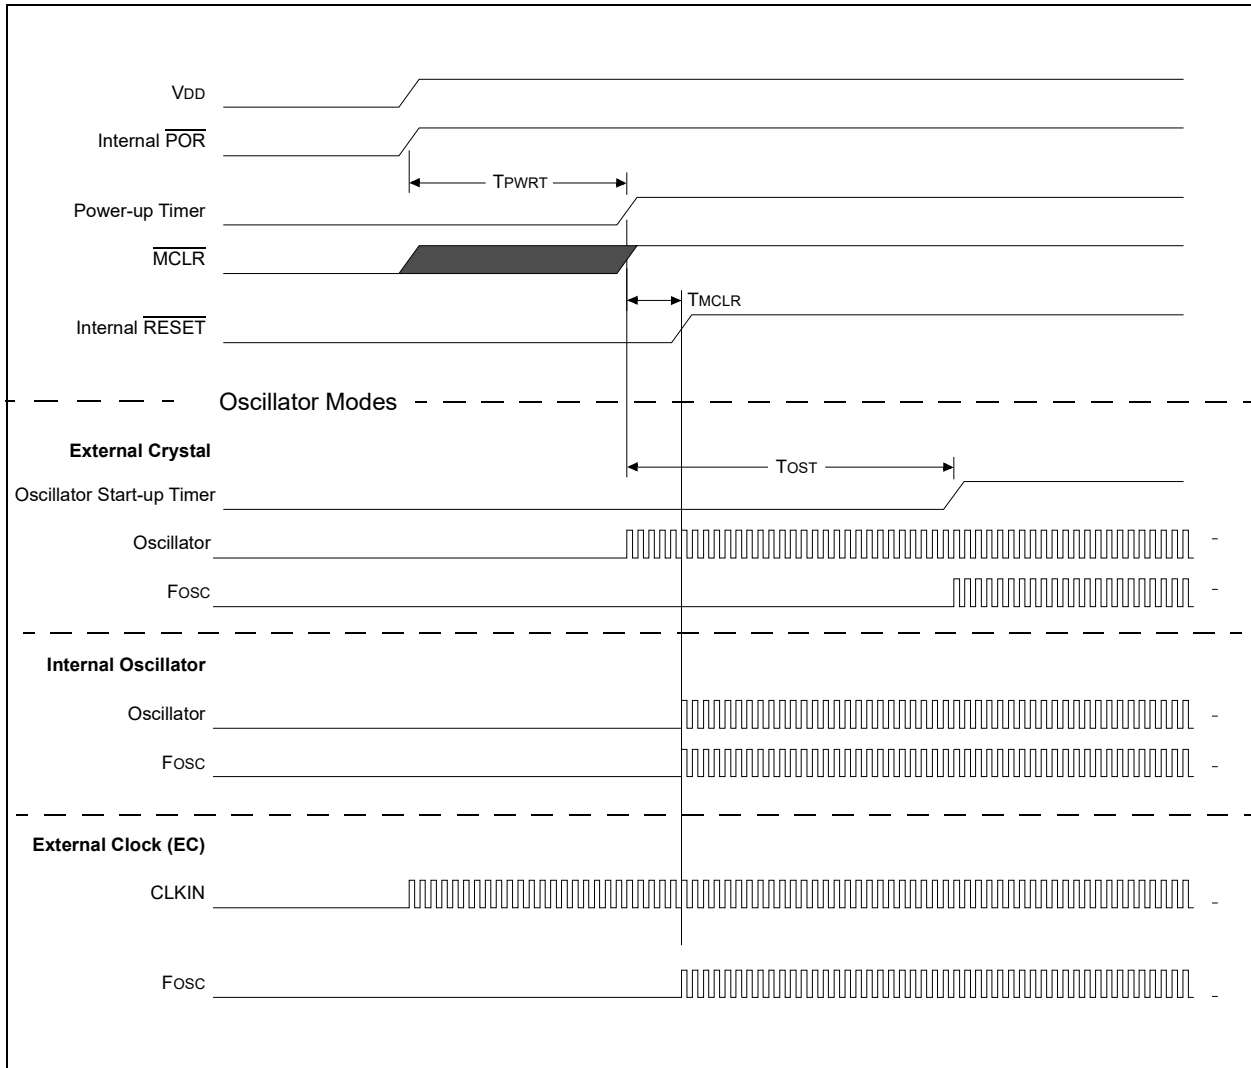 VDD
Internal POR
TPWRT
Power-up Timer
MCLR
TMCLR
Internal RESET
Oscillator Modes
External Crystal
TOST
Oscillator Start-up Timer
Oscillator
FOSC
Internal Oscillator
Oscillator
FOSC
External Clock (EC)
CLKIN
FOSC